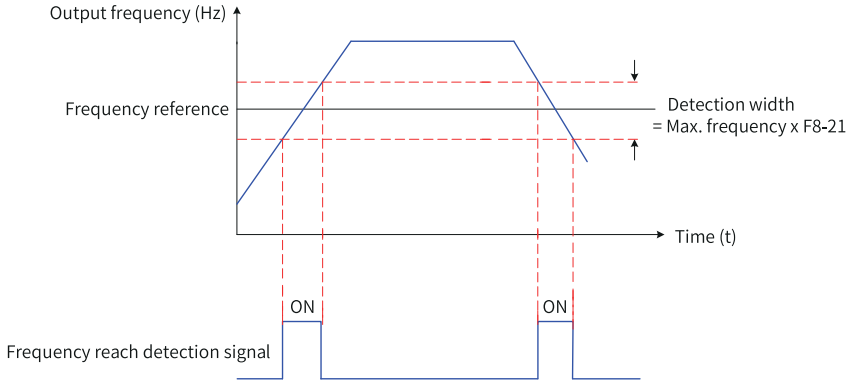 Output frequency (Hz)
Frequency reference
Detection width
= Max. frequency x F8-21
Time (t)
ON
ON
Frequency reach detection signal